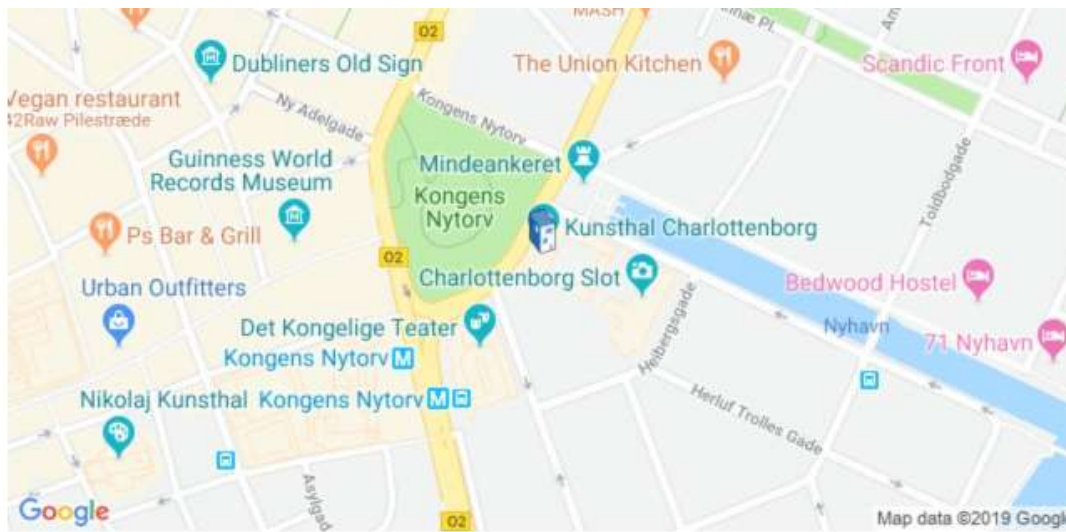 MASH
O2
Dubliners Old Sign
The Union Kitchen
Scandic Front
Vegan restaurant
42Raw Pilestræde
Ny Adelgade
Kongens Nytorv
Guinness World
Records Museum
Mindeankeret
Toldbodgade
Kongens
Nytorv
Kunsthal Charlottenborg
Ps Bar & Grill
O2
Charlottenborg Slot
Bedwood Hostel
Urban Outfitters
Det Kongelige Teater
Heibergsgade
Nyhavn
71 Nyhavn
Kongens Nytorv M
Nikolaj Kunsthal
Kongens Nytorv M
Herluf Trolles Gade
Google
Map data ©2019 Google
O2